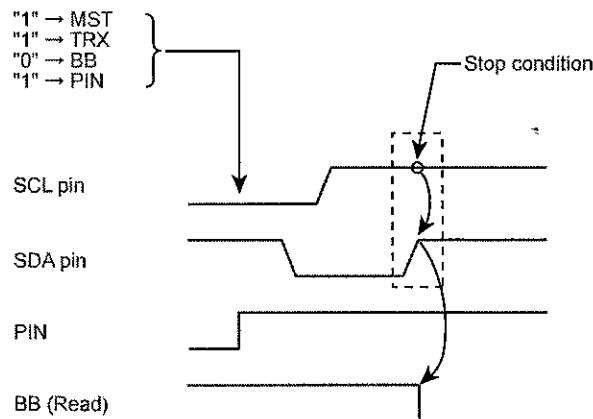 "1" → MST
"1" → TRX
"0" → BB
"1" → PIN
Stop condition
SCL pin
SDA pin
PIN
BB (Read)